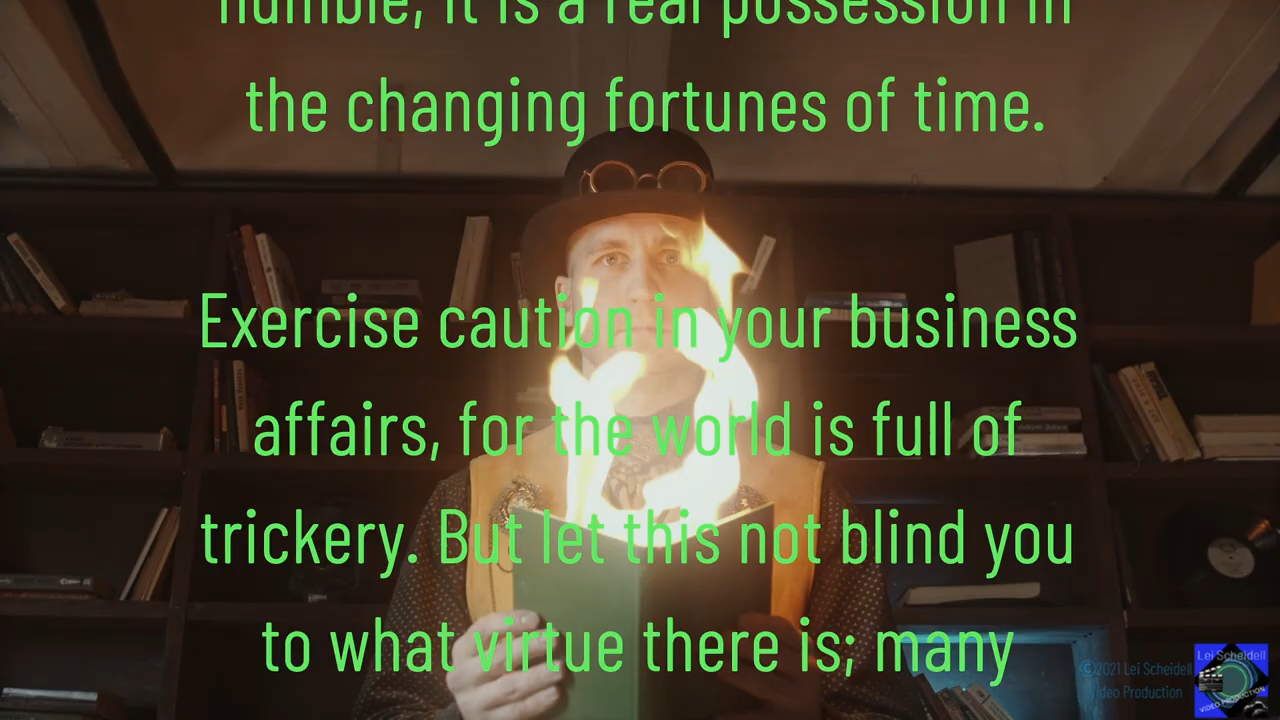 humble; it is a real possession in
the changing fortunes of time.
Exercise caution in your business
affairs, for the world is full of
trickery. But let this not blind you
to what virtue there is; many
©2021 Lei Scheidell
Video Production
Lei Scheidell
VIDEO PRODUCTION